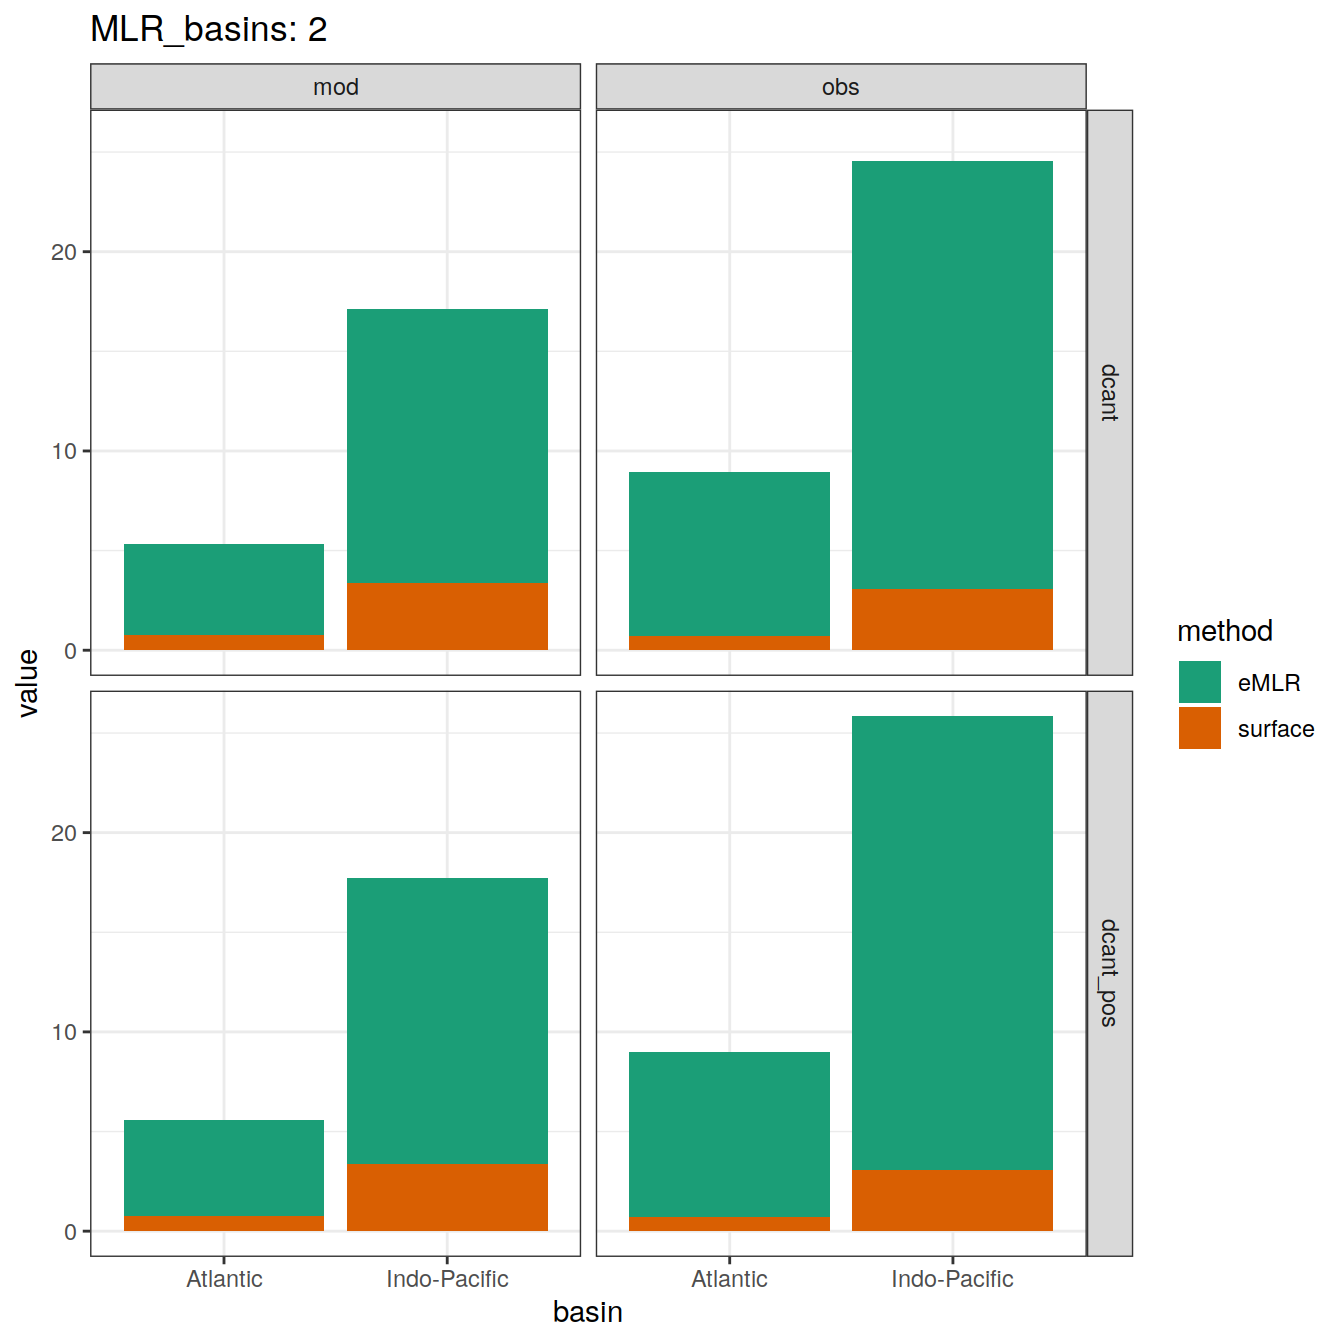 MLR_basins: 2
mod
obs
20
10
0
dcant
20
10
0
dcant_pos
value
Atlantic
Indo-Pacific
Atlantic
Indo-Pacific
basin
method
eMLR
surface